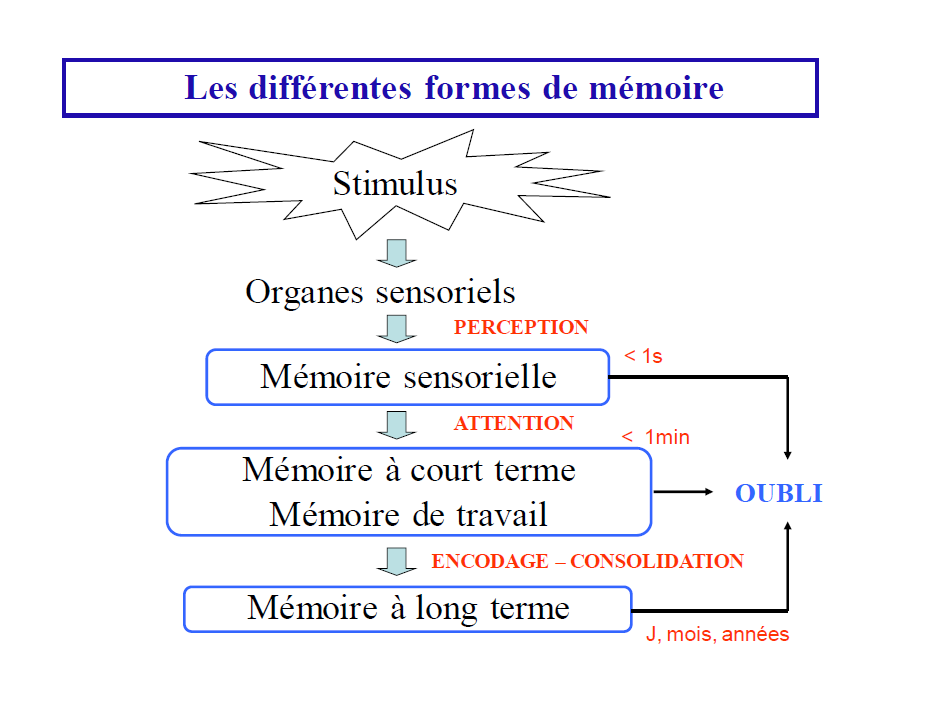 Les différentes formes de mémoire
Stimulus
Organes sensoriels
PERCEPTION
Mémoire sensorielle
< 1s
ATTENTION
< 1min
Mémoire à court terme
Mémoire de travail
OUBLI
ENCODAGE – CONSOLIDATION
Mémoire à long terme
J, mois, années